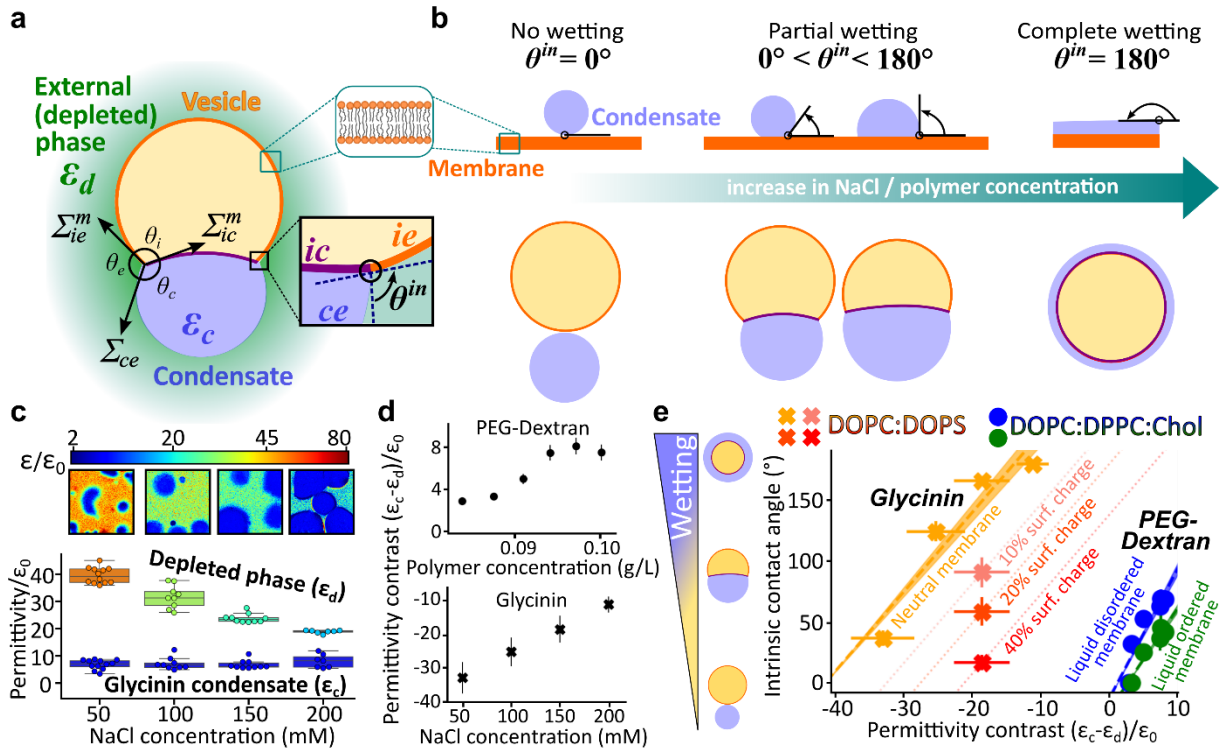 a
External
(depleted)
phase
ε_d
Vesicle
Σ^m_ie
Σ^m_ic
θ_i
θ_e
θ_c
Σ_ce
ε_c
Condensate
ic
ie
ce
θ^in
b
No wetting
θ^in = 0°
Partial wetting
0° < θ^in < 180°
Complete wetting
θ^in = 180°
Condensate
Membrane
increase in NaCl / polymer concentration
c
2 20 45 80
ε/ε₀
Permittivity/ε₀
40
30
20
10
0
Depleted phase (ε_d)
Glycinin condensate (ε_c)
50 100 150 200
NaCl concentration (mM)
d
Permittivity contrast (ε_c-ε_d)/ε₀
PEG-Dextran
8
4
0
0.09 0.10
Polymer concentration (g/L)
Glycinin
-10
-20
-30
-40
50 100 150 200
NaCl concentration (mM)
e
Wetting
DOPC:DOPS
DOPC:DPPC:Chol
Intrinsic contact angle (°)
150
100
50
0
Glycinin
Neutral membrane
10% surf. charge
20% surf. charge
40% surf. charge
PEG-
Dextran
Liquid disordered
membrane
Liquid ordered
membrane
-40 -30 -20 -10 0 10
Permittivity contrast (ε_c-ε_d)/ε₀